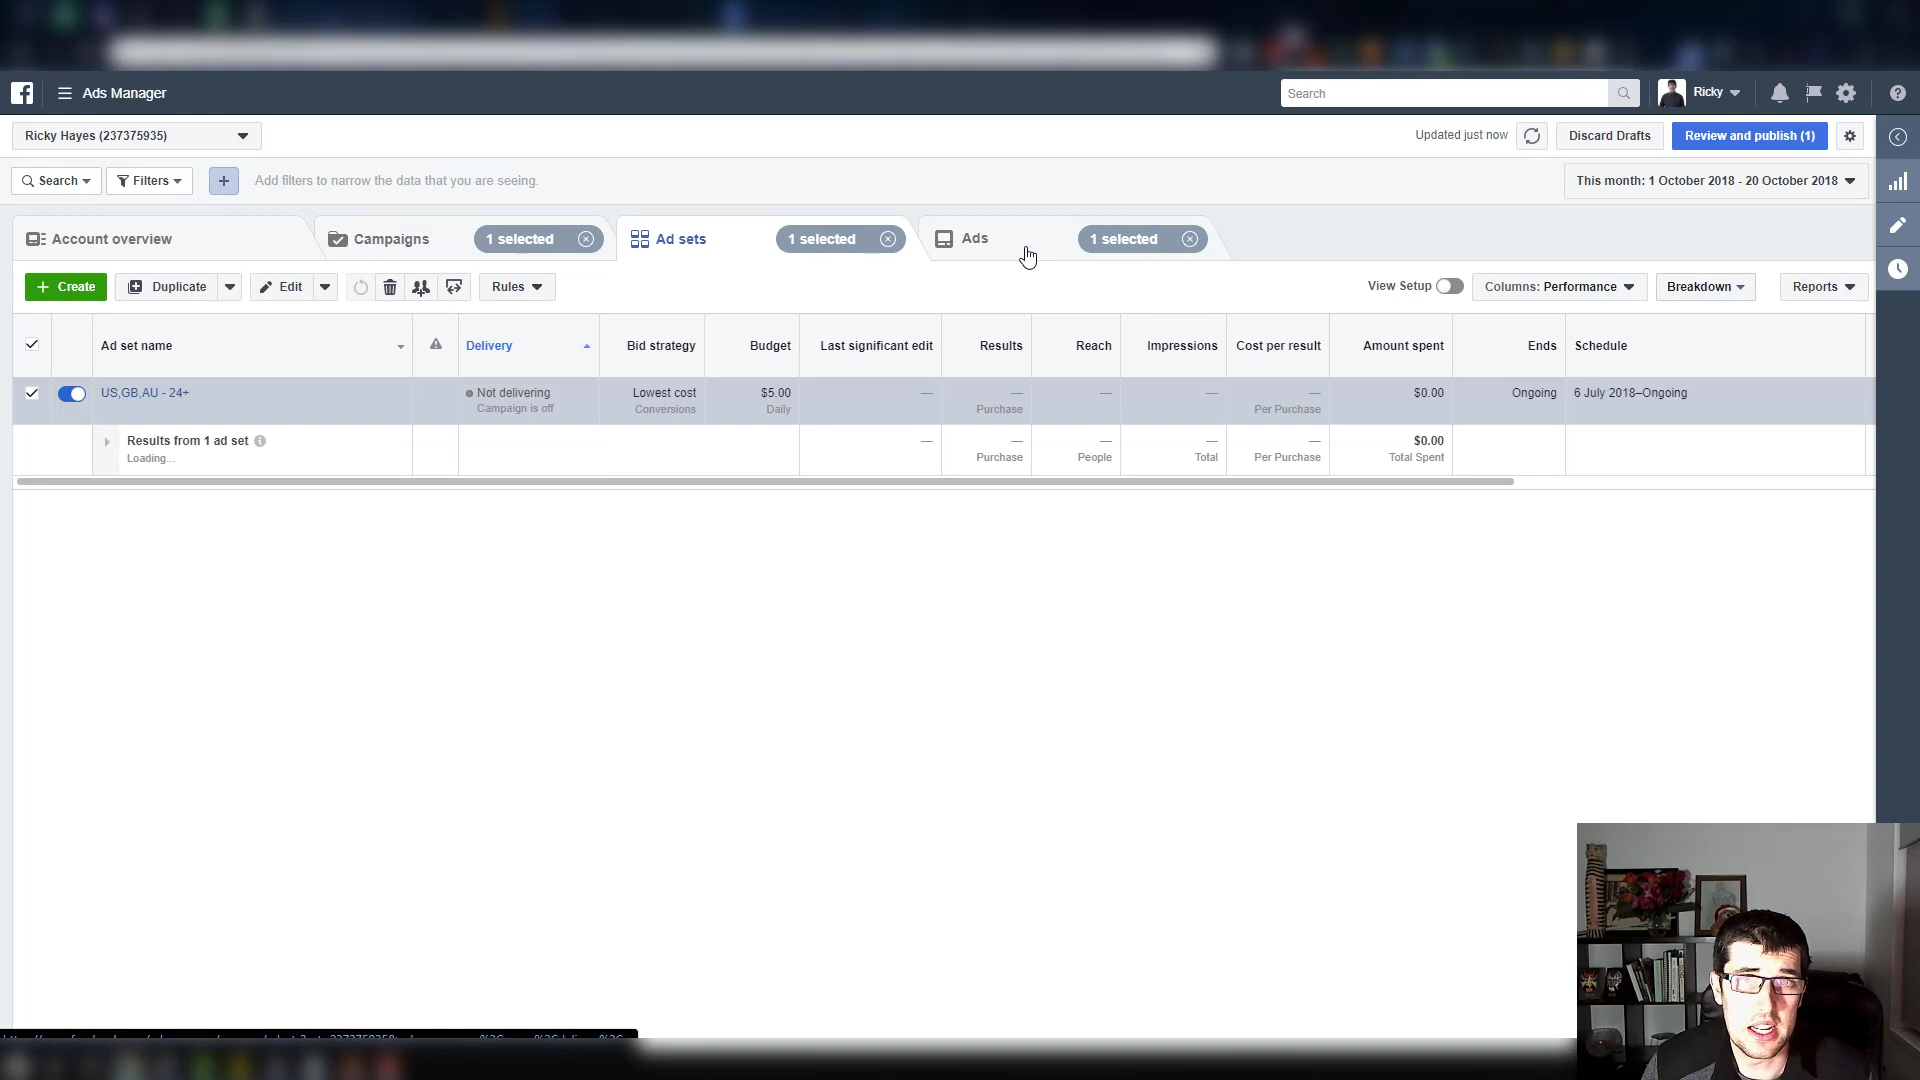 Ads Manager
Search
Ricky
Ricky Hayes (237375935)
Updated just now
Discard Drafts
Review and publish (1)
Search
Filters
Add filters to narrow the data that you are seeing.
This month: 1 October 2018 - 20 October 2018
Account overview
Campaigns
1 selected
Ad sets
1 selected
Ads
1 selected
+ Create
Duplicate
Edit
Rules
View Setup
Columns: Performance
Breakdown
Reports
Ad set name
Delivery
Bid strategy
Budget
Last significant edit
Results
Reach
Impressions
Cost per result
Amount spent
Ends
Schedule
US,GB,AU - 24+
Not delivering
Campaign is off
Lowest cost
Conversions
$5.00
Daily
—
—
Purchase
—
—
—
Per Purchase
$0.00
Ongoing
6 July 2018–Ongoing
Results from 1 ad set
Loading...
—
—
Purchase
—
People
—
Total
—
Per Purchase
$0.00
Total Spent